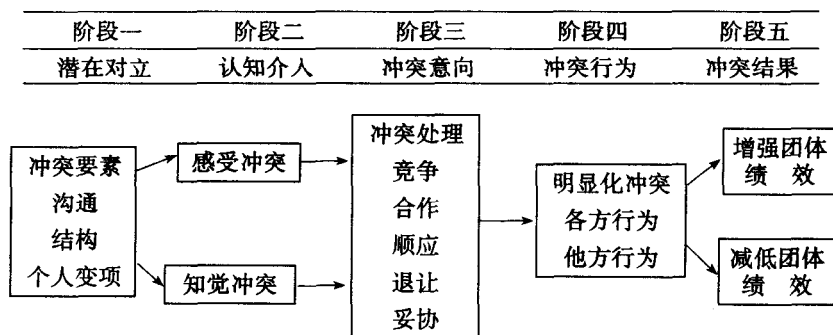 阶段一 阶段二 阶段三 阶段四 阶段五
潜在对立 认知介人 冲突意向 冲突行为 冲突结果
冲突要素
沟通
结构
个人变项
感受冲突
知觉冲突
冲突处理
竞争
合作
顺应
退让
妥协
明显化冲突
各方行为
他方行为
增强团体
绩 效
减低团体
绩 效